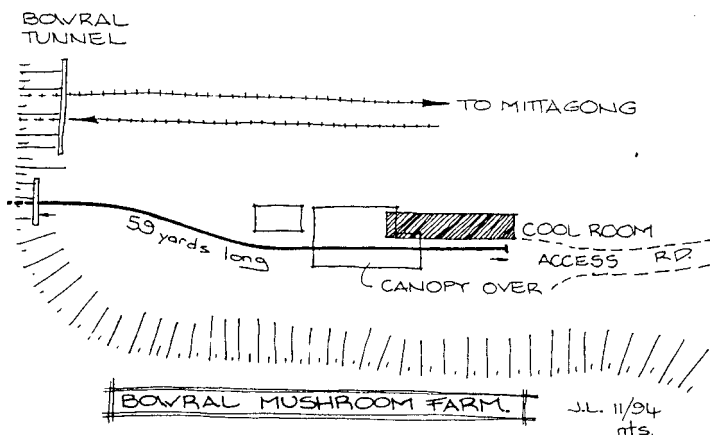 BOWRAL
TUNNEL
TO MITTAGONG
59 yards long
COOL ROOM
ACCESS RD.
CANOPY OVER
BOWRAL MUSHROOM FARM.
J.L. 11/94
nts.